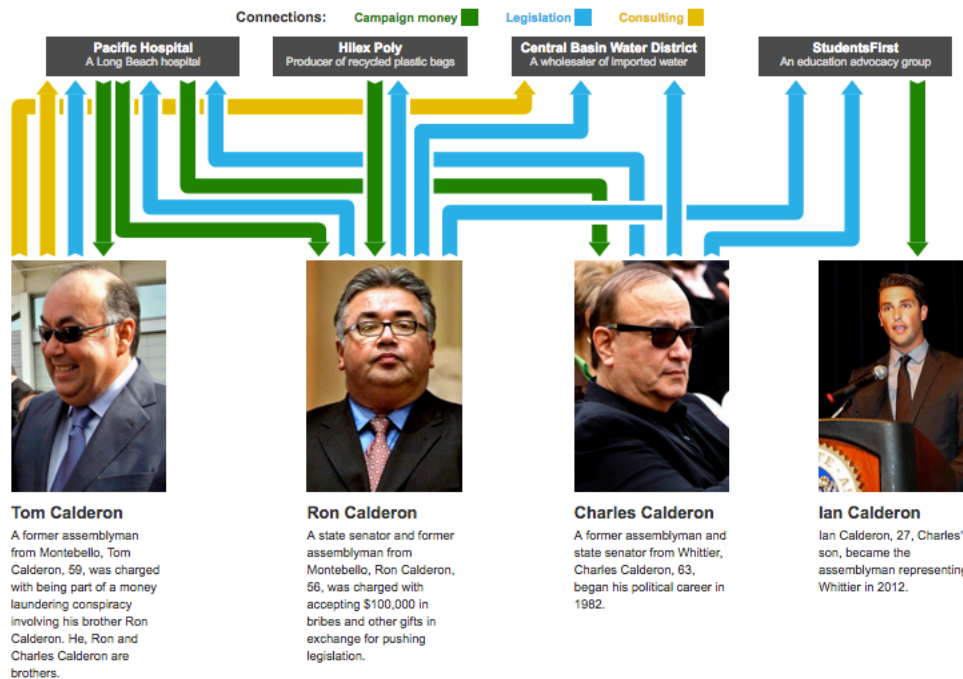 Connections: Campaign money Legislation Consulting
Pacific Hospital
A Long Beach hospital
Hilex Poly
Producer of recycled plastic bags
Central Basin Water District
A wholesaler of imported water
StudentsFirst
An education advocacy group
Tom Calderon
A former assemblyman
from Montebello, Tom
Calderon, 59, was charged
with being part of a money
laundering conspiracy
involving his brother Ron
Calderon. He, Ron and
Charles Calderon are
brothers.
Ron Calderon
A state senator and former
assemblyman from
Montebello, Ron Calderon,
56, was charged with
accepting $100,000 in
bribes and other gifts in
exchange for pushing
legislation.
Charles Calderon
A former assemblyman and
state senator from Whittier,
Charles Calderon, 63,
began his political career in
1982.
Ian Calderon
Ian Calderon, 27, Charles'
son, became the
assemblyman representing
Whittier in 2012.